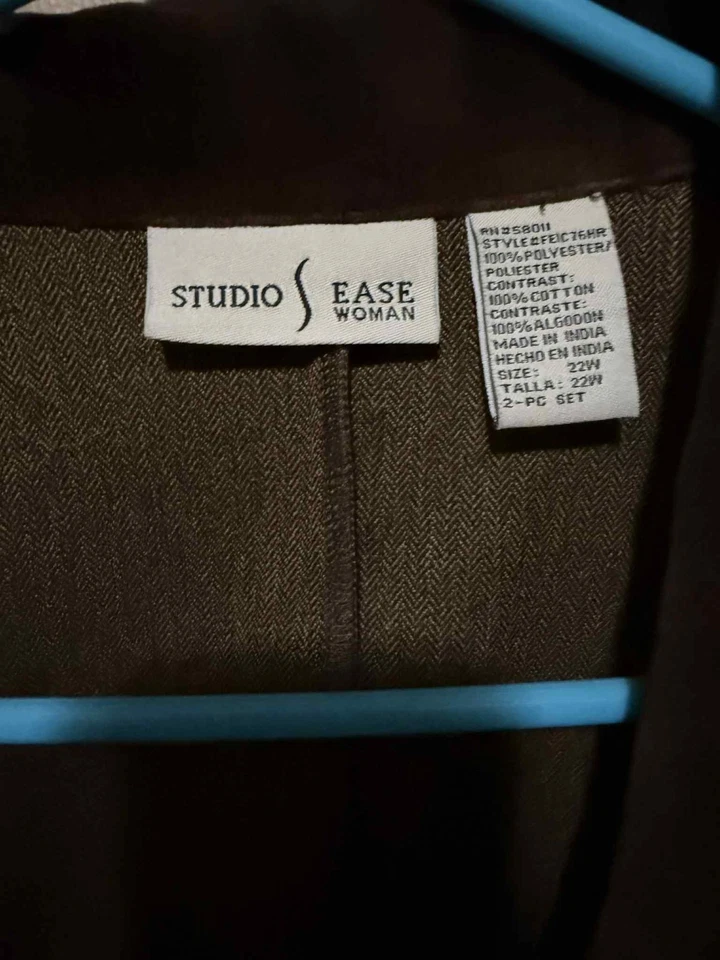 STUDIO EASE
WOMAN
RN#58011
STYLE#FEIC76HR
100%POLYESTER/
POLIESTER
CONTRAST:
100%COTTON
CONTRASTE:
100%ALGODON
MADE IN INDIA
HECHO EN INDIA
SIZE: 22W
TALLA: 22W
2-PC SET